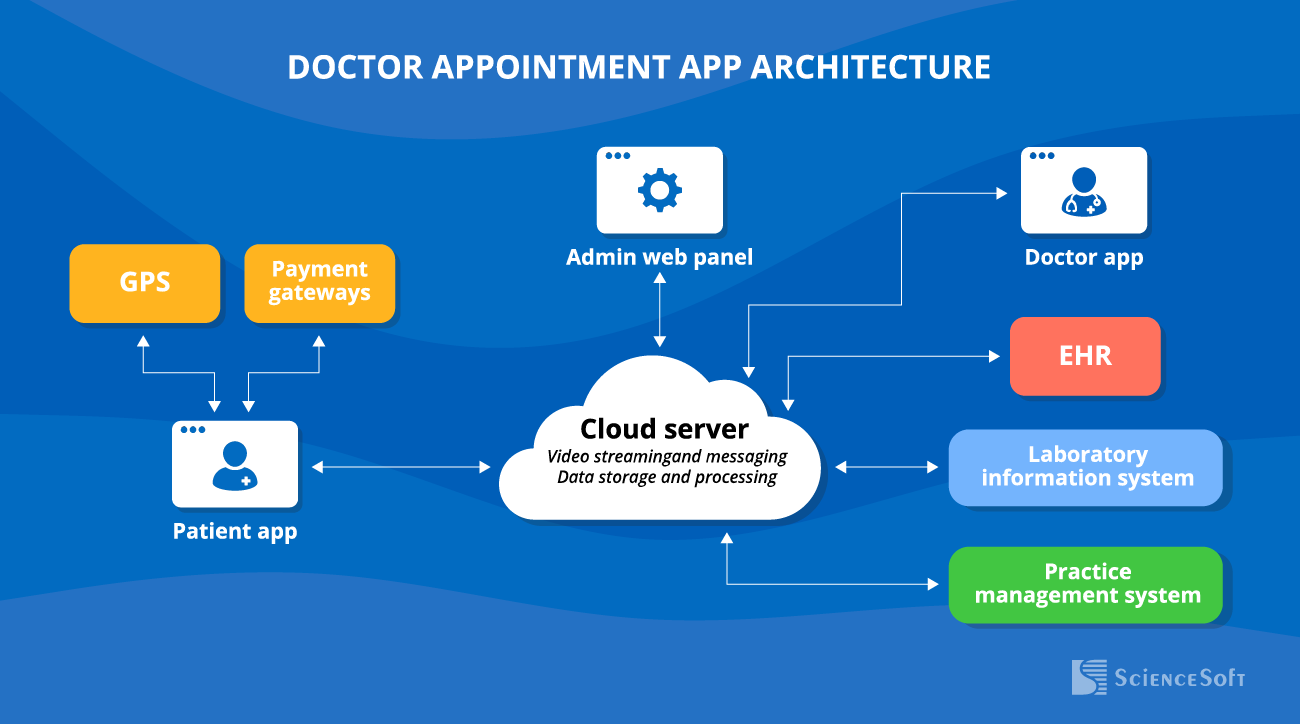 DOCTOR APPOINTMENT APP ARCHITECTURE
Admin web panel
Doctor app
GPS
Payment
gateways
EHR
Cloud server
Video streamingand messaging
Data storage and processing
Laboratory
information system
Patient app
Practice
management system
ScienceSoft